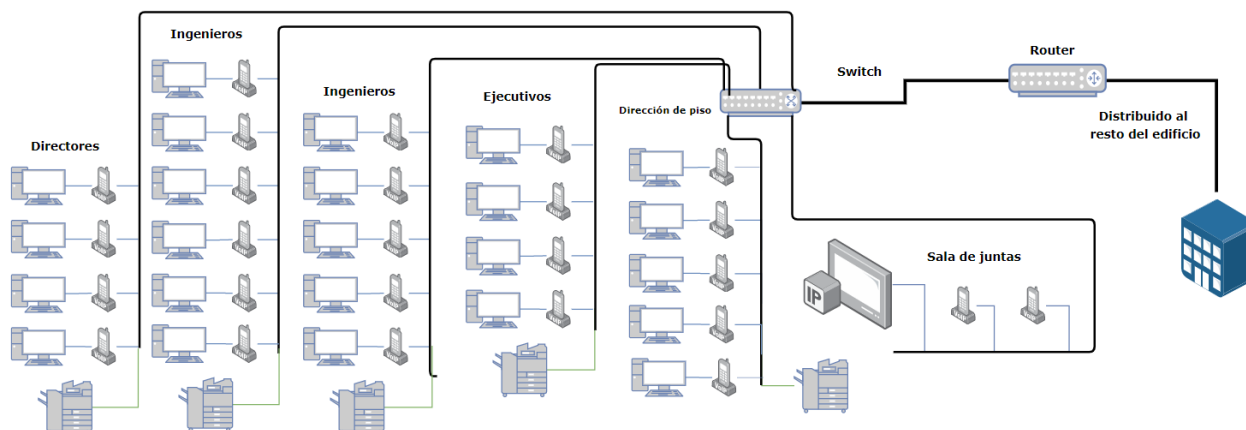 Ingenieros
Directores
Ingenieros
Ejecutivos
Dirección de piso
Switch
Router
Distribuido al
resto del edificio
Sala de juntas
IP